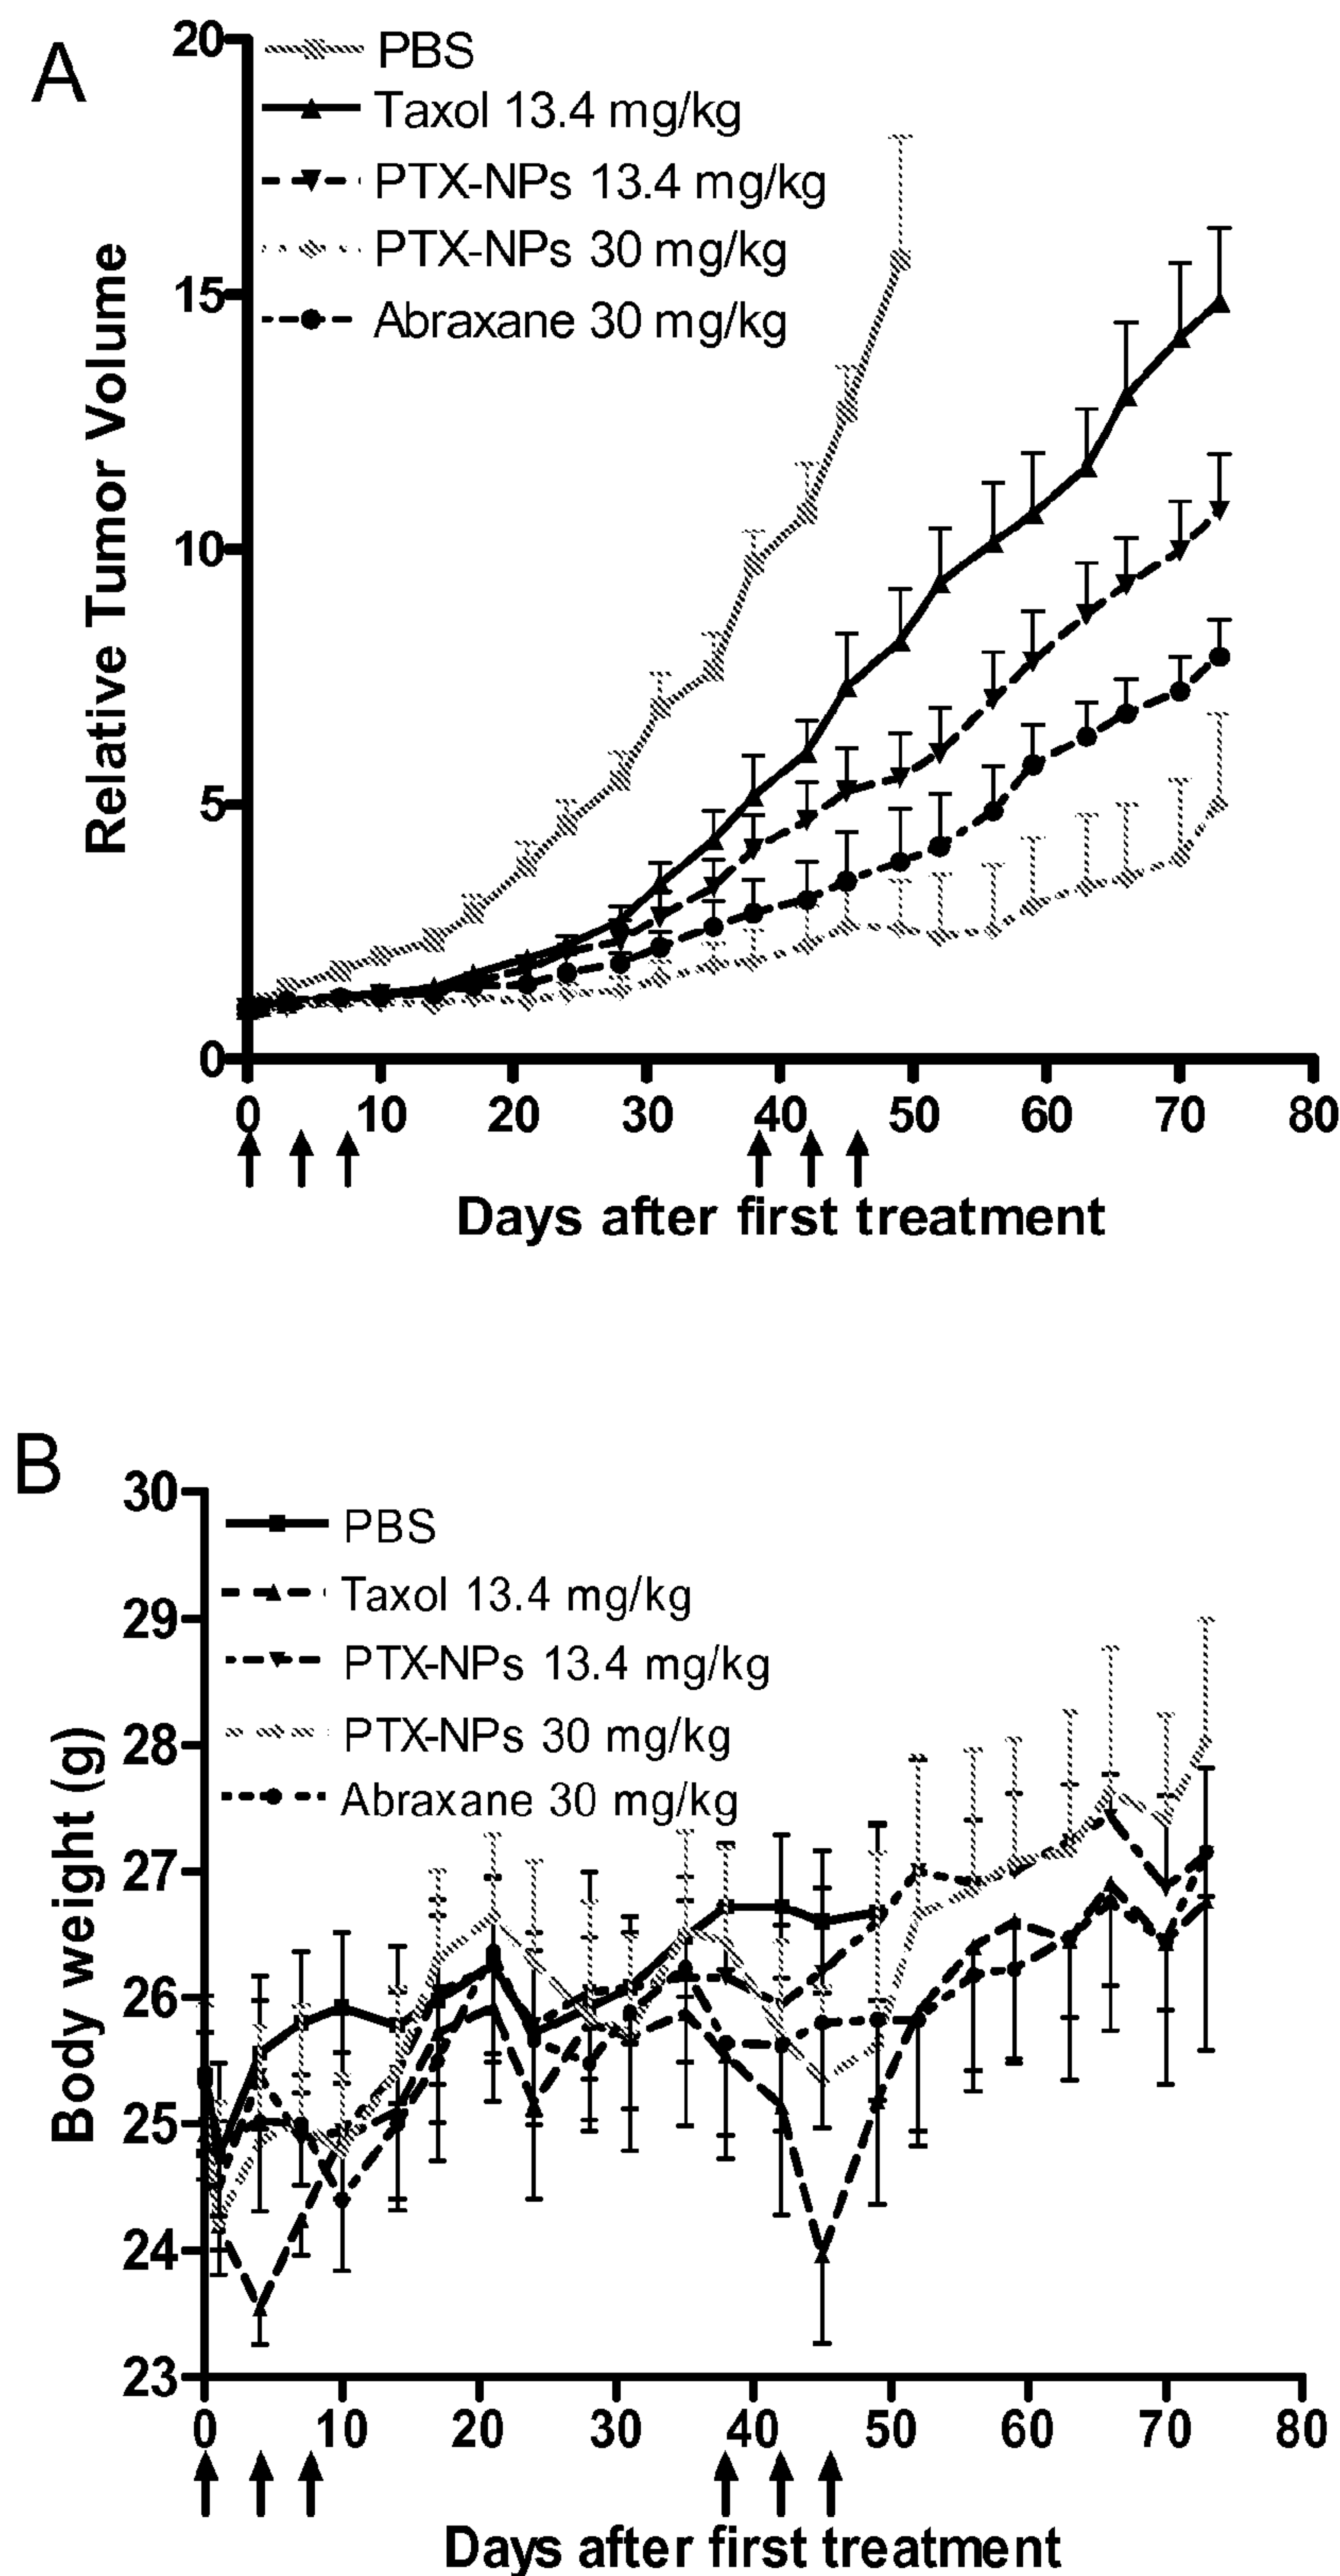 A
20
PBS
Taxol 13.4 mg/kg
PTX-NPs 13.4 mg/kg
PTX-NPs 30 mg/kg
Abraxane 30 mg/kg
15
10
5
0
Relative Tumor Volume
0 10 20 30 40 50 60 70 80
Days after first treatment
B
30
PBS
Taxol 13.4 mg/kg
PTX-NPs 13.4 mg/kg
PTX-NPs 30 mg/kg
Abraxane 30 mg/kg
29
28
27
26
25
24
23
Body weight (g)
0 10 20 30 40 50 60 70 80
Days after first treatment